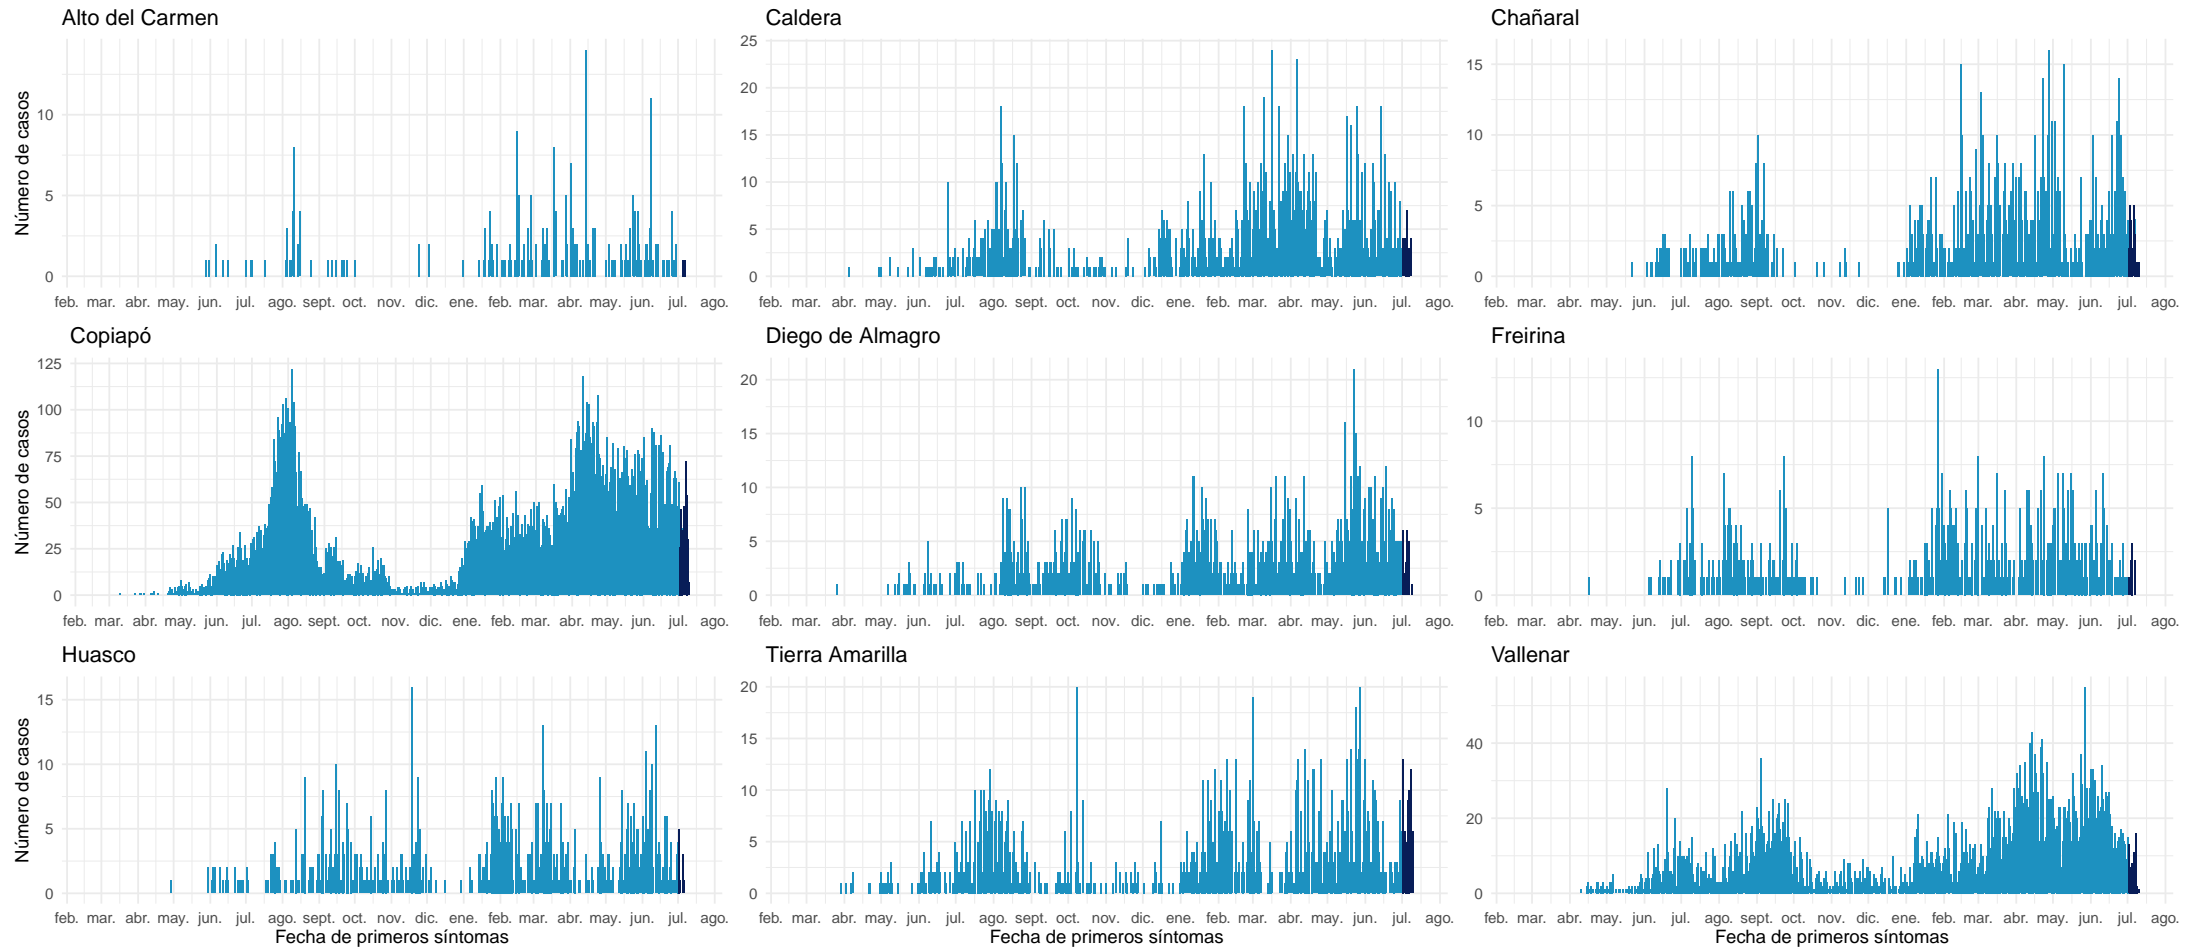 Alto del Carmen
Caldera
Chañaral
Número de casos
10
5
0
feb. mar. abr. may. jun. jul. ago. sept. oct. nov. dic. ene. feb. mar. abr. may. jun. jul. ago.
25
20
15
10
5
0
feb. mar. abr. may. jun. jul. ago. sept. oct. nov. dic. ene. feb. mar. abr. may. jun. jul. ago.
15
10
5
0
feb. mar. abr. may. jun. jul. ago. sept. oct. nov. dic. ene. feb. mar. abr. may. jun. jul. ago.
Copiapó
Diego de Almagro
Freirina
Número de casos
125
100
75
50
25
0
feb. mar. abr. may. jun. jul. ago. sept. oct. nov. dic. ene. feb. mar. abr. may. jun. jul. ago.
20
15
10
5
0
feb. mar. abr. may. jun. jul. ago. sept. oct. nov. dic. ene. feb. mar. abr. may. jun. jul. ago.
10
5
0
feb. mar. abr. may. jun. jul. ago. sept. oct. nov. dic. ene. feb. mar. abr. may. jun. jul. ago.
Huasco
Tierra Amarilla
Vallenar
Número de casos
15
10
5
0
feb. mar. abr. may. jun. jul. ago. sept. oct. nov. dic. ene. feb. mar. abr. may. jun. jul. ago.
Fecha de primeros síntomas
20
15
10
5
0
feb. mar. abr. may. jun. jul. ago. sept. oct. nov. dic. ene. feb. mar. abr. may. jun. jul. ago.
Fecha de primeros síntomas
40
20
0
feb. mar. abr. may. jun. jul. ago. sept. oct. nov. dic. ene. feb. mar. abr. may. jun. jul. ago.
Fecha de primeros síntomas